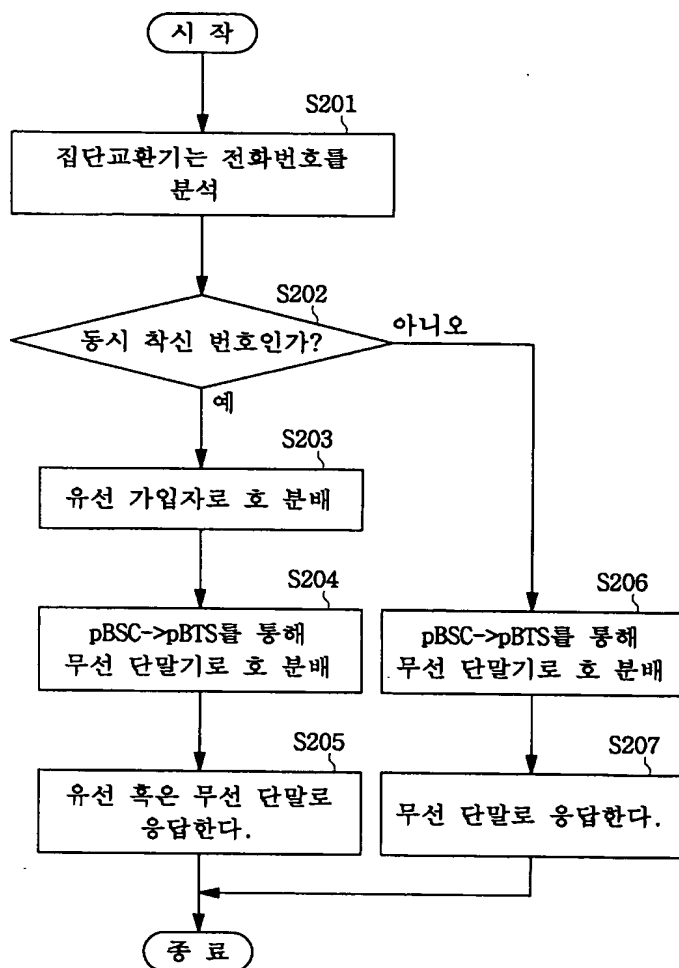 시 작
S201
집단교환기는 전화번호를
분석
S202
동시 착신 번호인가?
아니오
예
S203
유선 가입자로 호 분배
S204
pBSC->pBTS를 통해
무선 단말기로 호 분배
S206
pBSC->pBTS를 통해
무선 단말기로 호 분배
S205
유선 혹은 무선 단말로
응답한다.
S207
무선 단말로 응답한다.
종 료